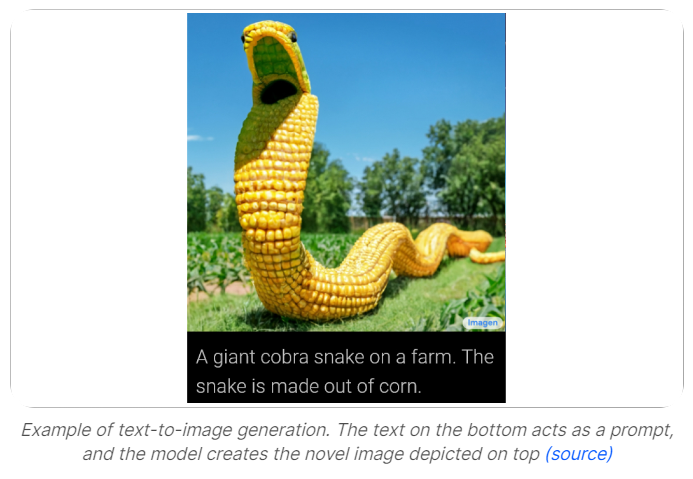 Imagen
A giant cobra snake on a farm. The
snake is made out of corn.
Example of text-to-image generation. The text on the bottom acts as a prompt,
and the model creates the novel image depicted on top (source)